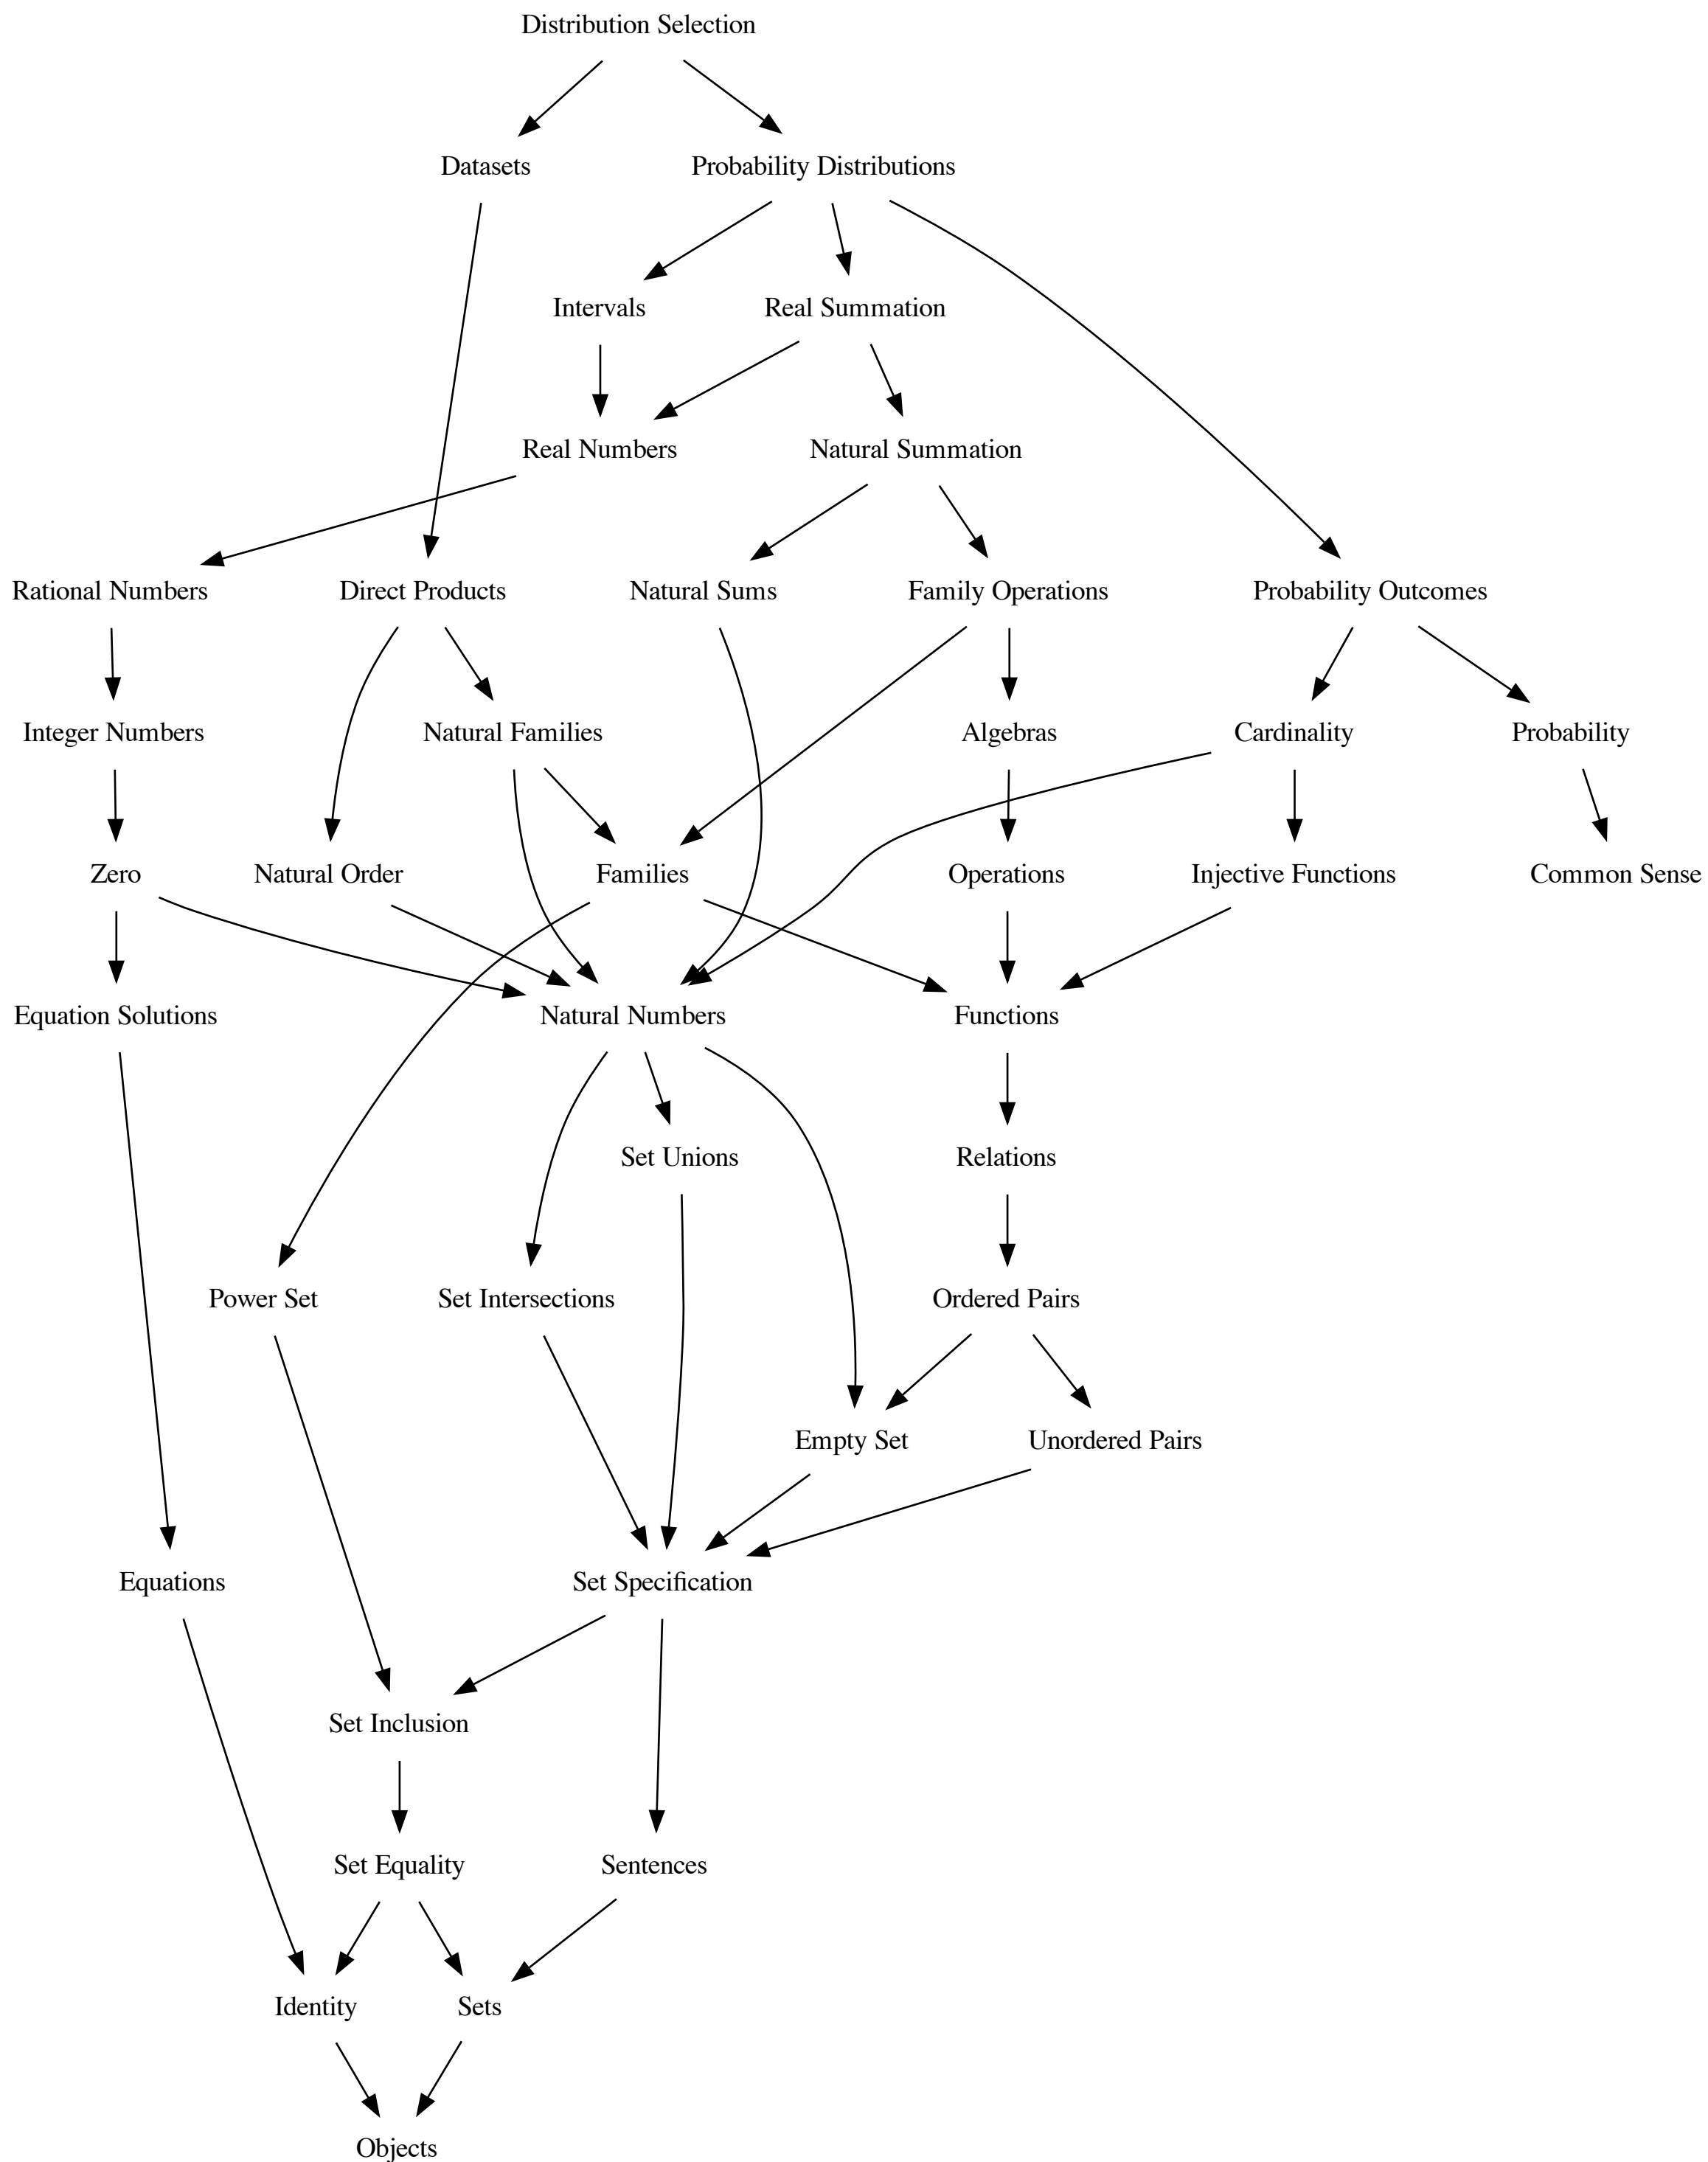 Distribution Selection
Datasets
Probability Distributions
Intervals
Real Summation
Real Numbers
Natural Summation
Rational Numbers
Direct Products
Natural Sums
Family Operations
Probability Outcomes
Integer Numbers
Natural Families
Algebras
Cardinality
Probability
Zero
Natural Order
Families
Operations
Injective Functions
Common Sense
Equation Solutions
Natural Numbers
Functions
Set Unions
Relations
Power Set
Set Intersections
Ordered Pairs
Empty Set
Unordered Pairs
Equations
Set Specification
Set Inclusion
Set Equality
Sentences
Identity
Sets
Objects